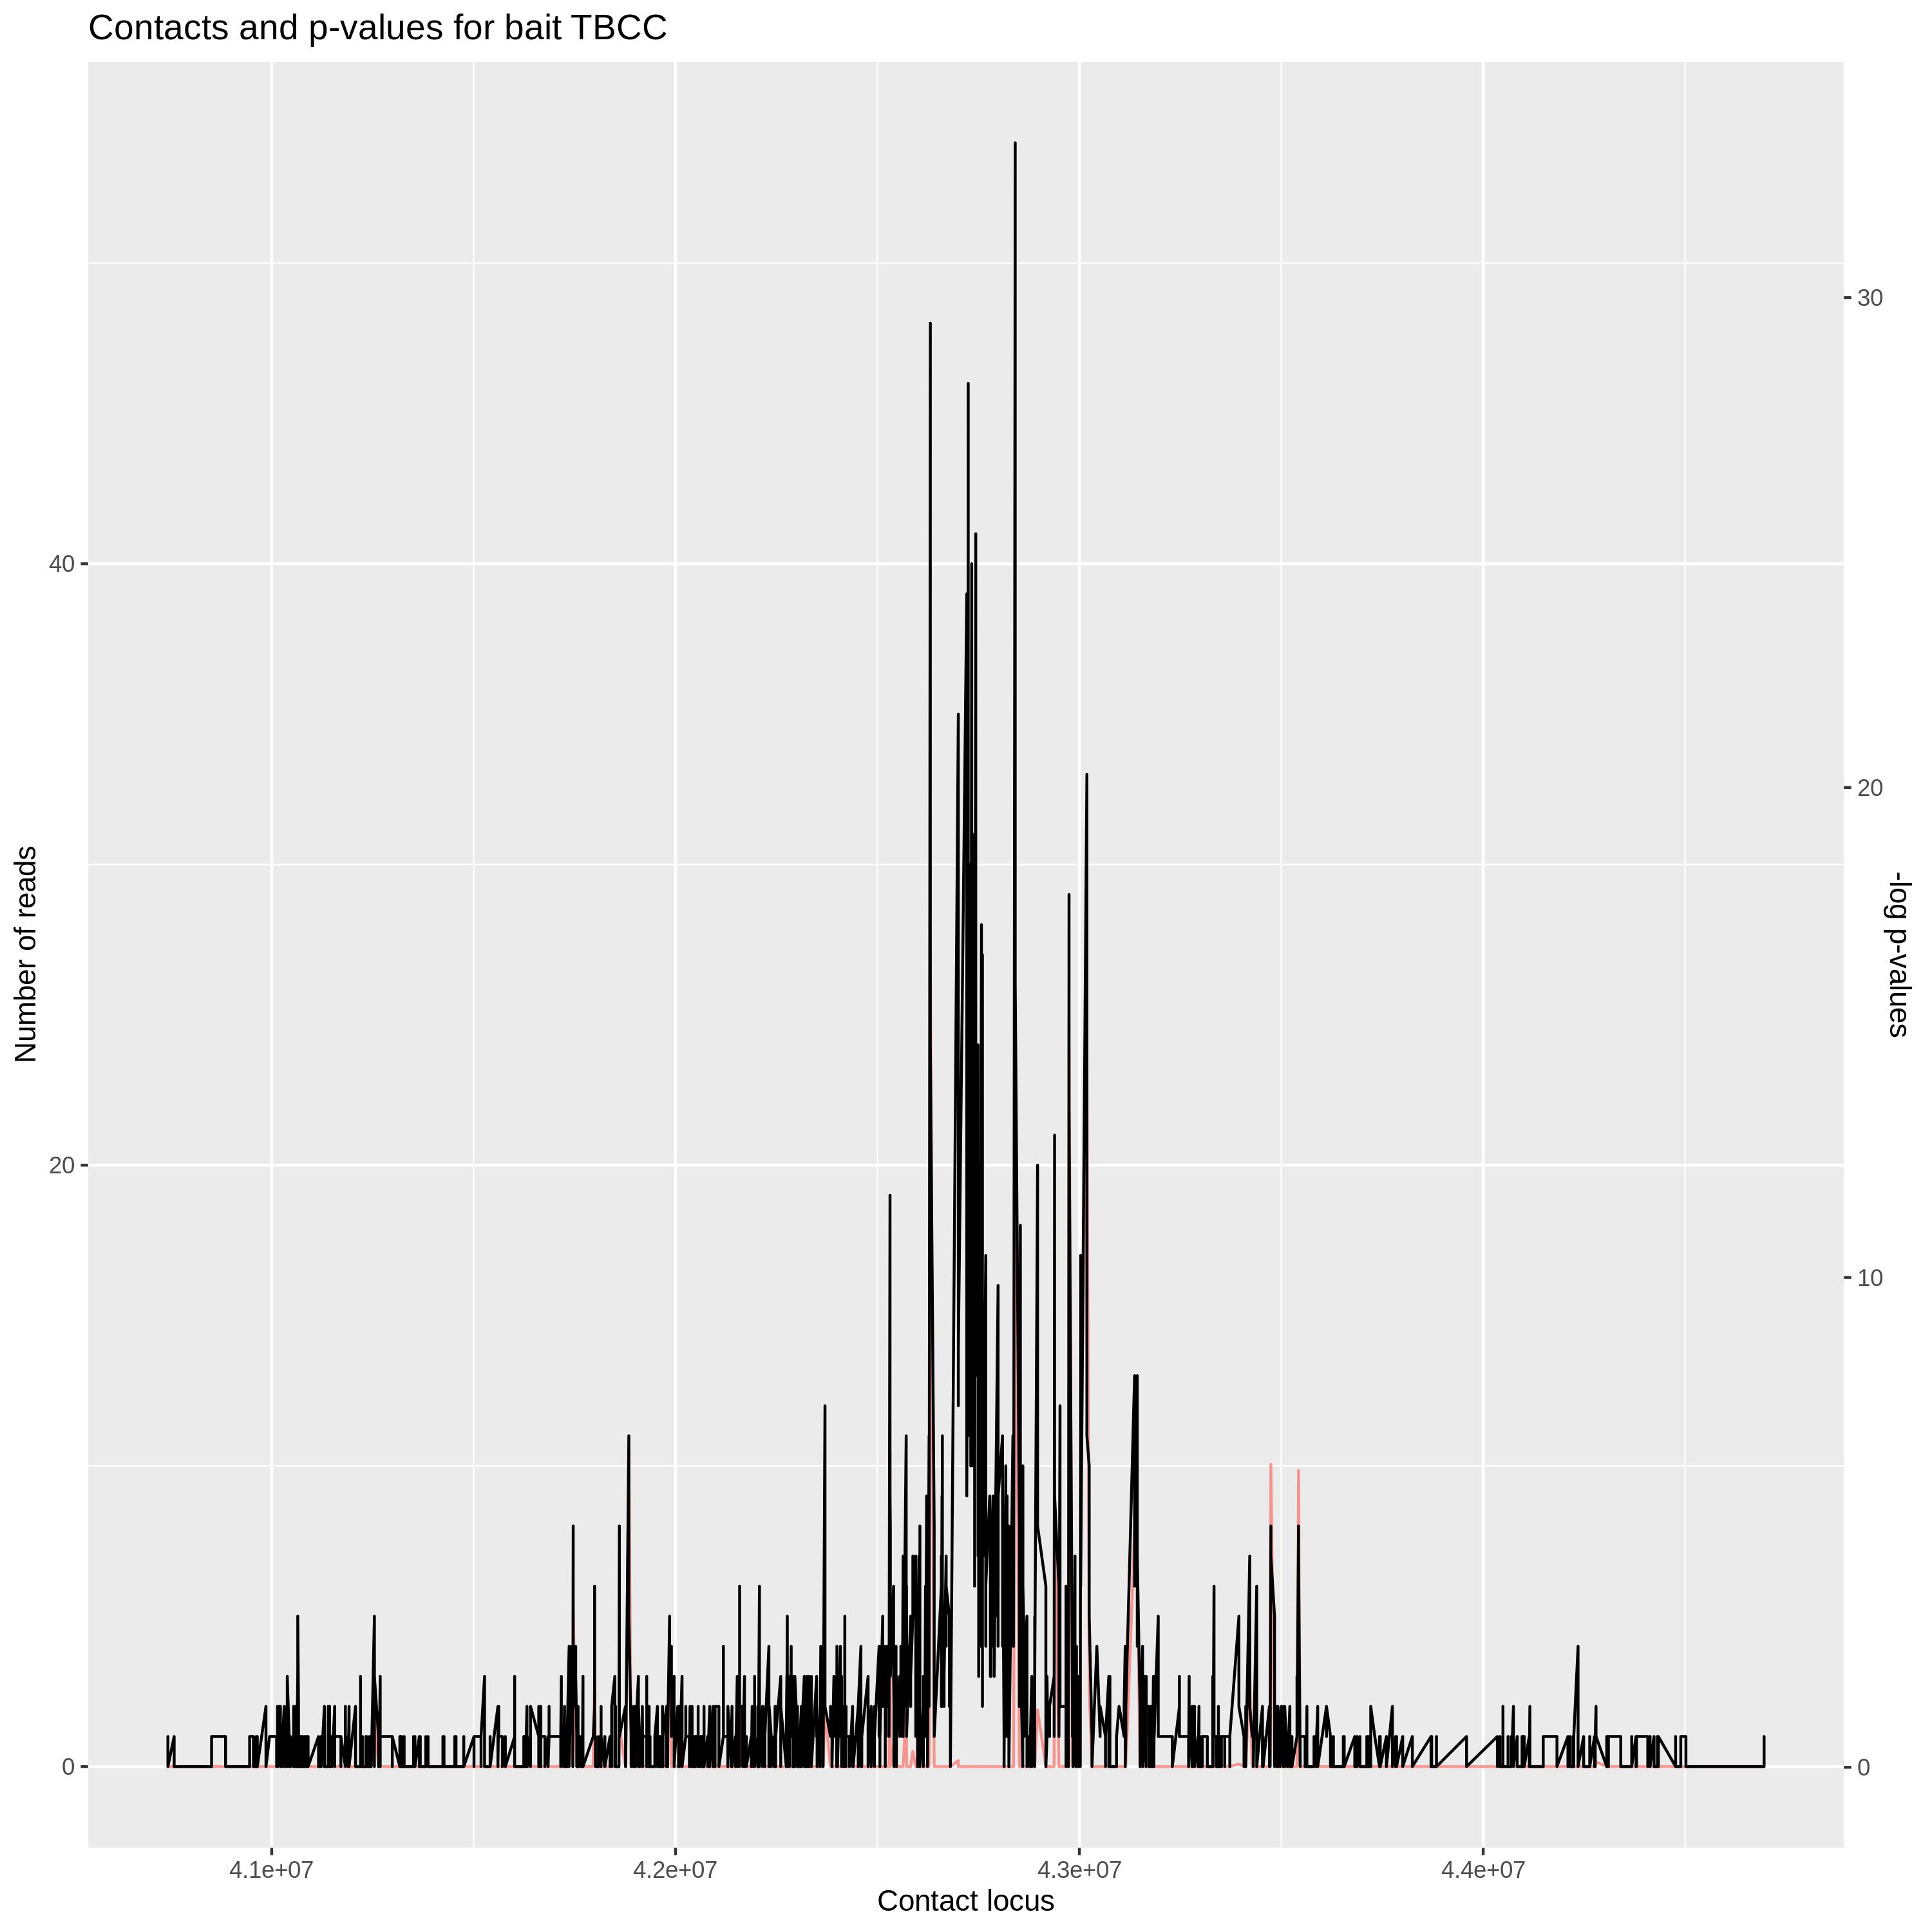 Contacts and p-values for bait TBCC
40
20
0
Number of reads
30
20
10
0
-log p-values
4.1e+07 4.2e+07 4.3e+07 4.4e+07
Contact locus